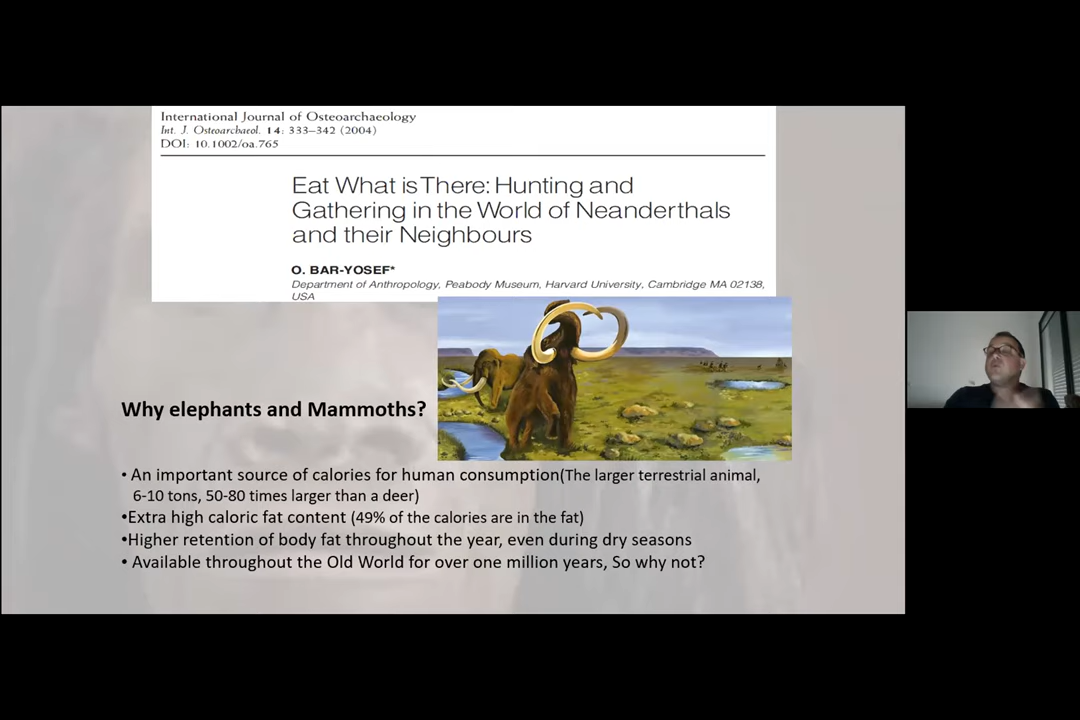 International Journal of Osteoarchaeology
Int. J. Osteoarchaeol. 14: 333–342 (2004)
DOI: 10.1002/oa.765
Eat What is There: Hunting and
Gathering in the World of Neanderthals
and their Neighbours
O. BAR-YOSEF*
Department of Anthropology, Peabody Museum, Harvard University, Cambridge MA 02138,
USA
Why elephants and Mammoths?
• An important source of calories for human consumption(The larger terrestrial animal,
6-10 tons, 50-80 times larger than a deer)
•Extra high caloric fat content (49% of the calories are in the fat)
•Higher retention of body fat throughout the year, even during dry seasons
• Available throughout the Old World for over one million years, So why not?